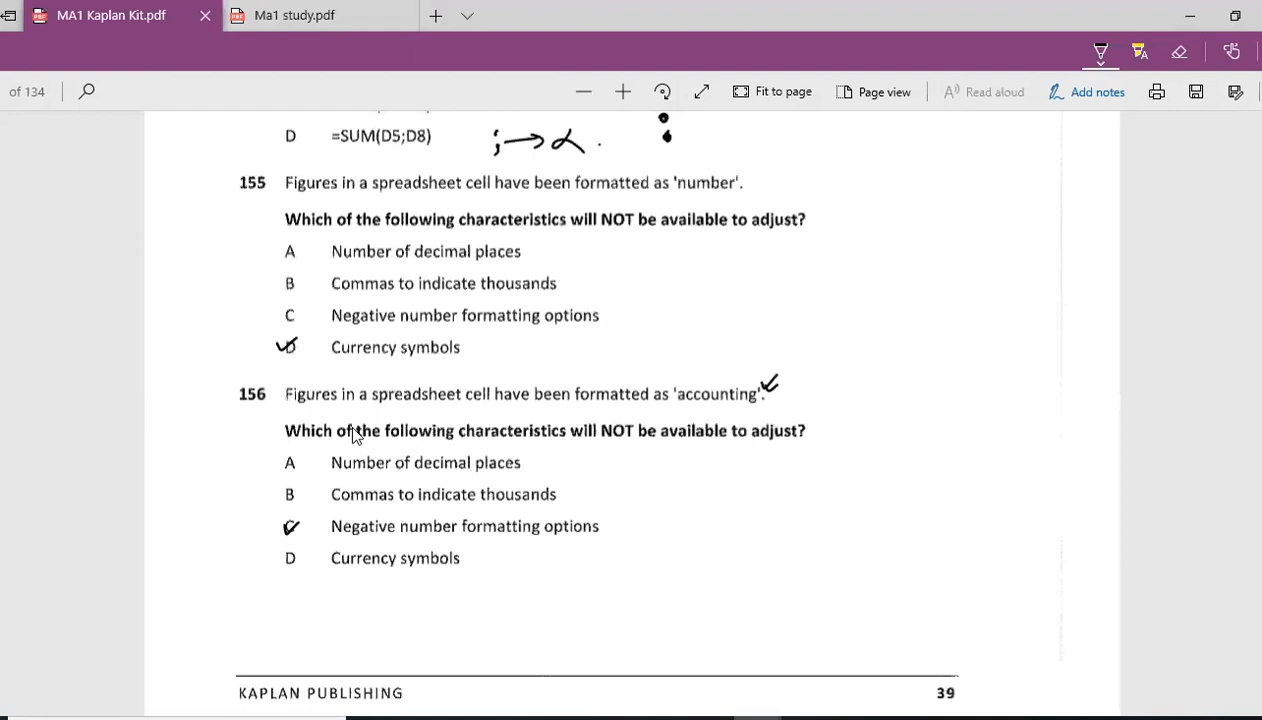 MA1 Kaplan Kit.pdf
Ma1 study.pdf
of 134
Fit to page
Page view
Read aloud
Add notes
D =SUM(D5;D8) ; →
155 Figures in a spreadsheet cell have been formatted as 'number'.
Which of the following characteristics will NOT be available to adjust?
A Number of decimal places
B Commas to indicate thousands
C Negative number formatting options
D Currency symbols
156 Figures in a spreadsheet cell have been formatted as 'accounting'.
Which of the following characteristics will NOT be available to adjust?
A Number of decimal places
B Commas to indicate thousands
C Negative number formatting options
D Currency symbols
KAPLAN PUBLISHING 39